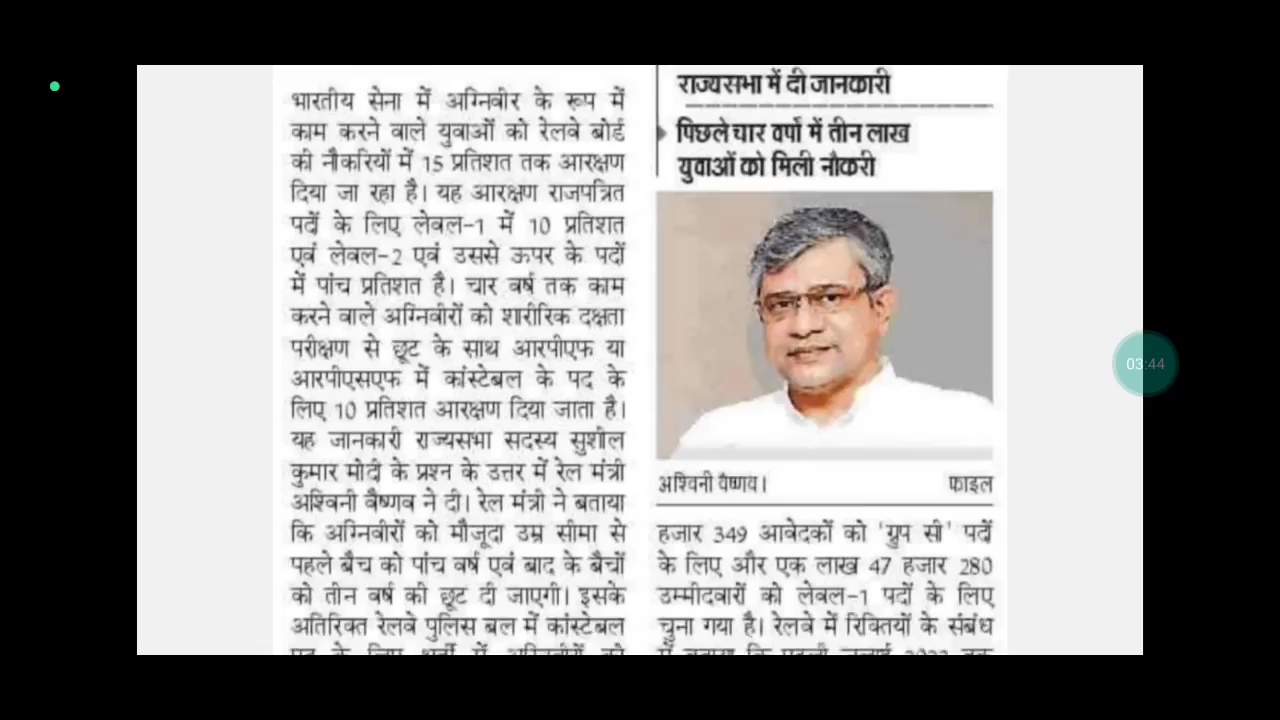 भारतीय सेना में अग्निवीर के रूप में
काम करने वाले युवाओं को रेलवे बोर्ड
की नौकरियों में 15 प्रतिशत तक आरक्षण
दिया जा रहा है। यह आरक्षण राजपत्रित
पदों के लिए लेबल-1 में 10 प्रतिशत
एवं लेबल-2 एवं उससे ऊपर के पदों
में पांच प्रतिशत है। चार वर्ष तक काम
करने वाले अग्निवीरों को शारीरिक दक्षता
परीक्षण से छूट के साथ आरपीएफ या
आरपीएसएफ में कांस्टेबल के पद के
लिए 10 प्रतिशत आरक्षण दिया जाता है।
यह जानकारी राज्यसभा सदस्य सुशील
कुमार मोदी के प्रश्न के उत्तर में रेल मंत्री
अश्विनी वैष्णव ने दी। रेल मंत्री ने बताया
कि अग्निवीरों को मौजूदा उम्र सीमा से
पहले बैच को पांच वर्ष एवं बाद के बैचों
को तीन वर्ष की छूट दी जाएगी। इसके
अतिरिक्त रेलवे पुलिस बल में कांस्टेबल
राज्यसभा में दी जानकारी
पिछले चार वर्षों में तीन लाख
युवाओं को मिली नौकरी
अश्विनी वैष्णव। फाइल
हजार 349 आवेदकों को 'ग्रुप सी' पदों
के लिए और एक लाख 47 हजार 280
उम्मीदवारों को लेवल-1 पदों के लिए
चुना गया है। रेलवे में रिक्तियों के संबंध
03:44